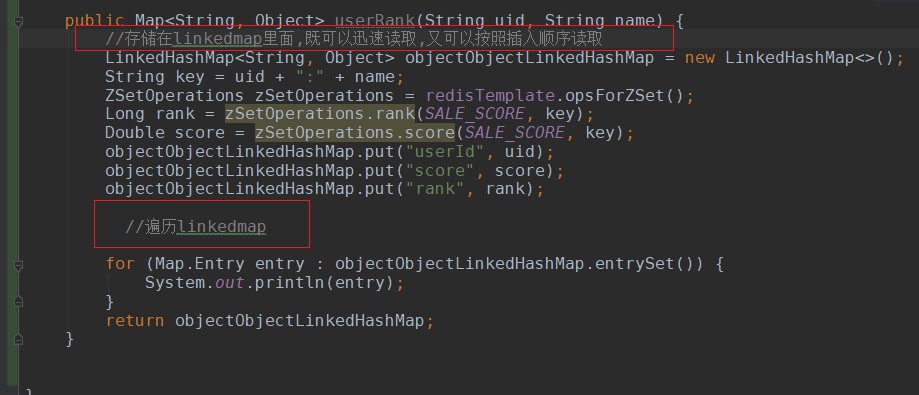 public Map<String, Object> userRank(String uid, String name) {
//存储在linkedmap里面,既可以迅速读取,又可以按照插入顺序读取
LinkedHashMap<String, Object> objectObjectLinkedHashMap = new LinkedHashMap<>();
String key = uid + ":" + name;
ZSetOperations zSetOperations = redisTemplate.opsForZSet();
Long rank = zSetOperations.rank(SALE_SCORE, key);
Double score = zSetOperations.score(SALE_SCORE, key);
objectObjectLinkedHashMap.put("userId", uid);
objectObjectLinkedHashMap.put("score", score);
objectObjectLinkedHashMap.put("rank", rank);
//遍历linkedmap
for (Map.Entry entry : objectObjectLinkedHashMap.entrySet()) {
System.out.println(entry);
}
return objectObjectLinkedHashMap;
}
}